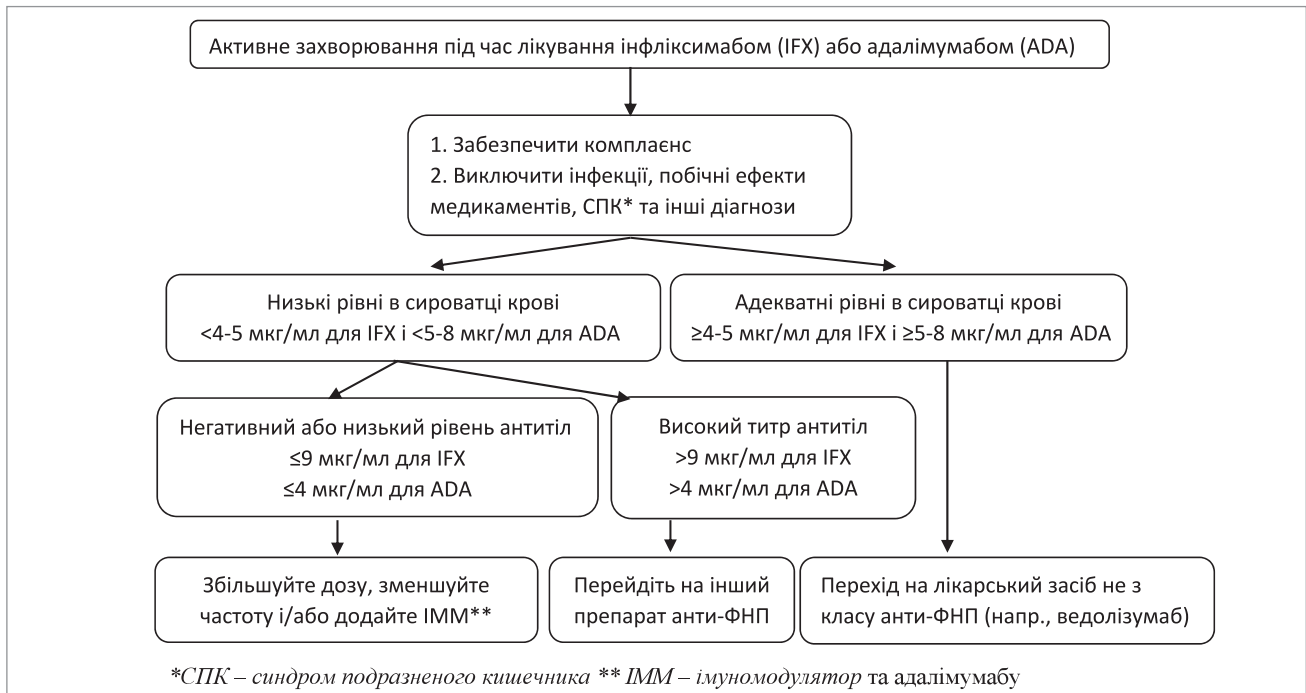 Активне захворювання під час лікування інфліксимабом (IFX) або адалімумабом (ADA)
1. Забезпечити комплаєнс
2. Виключити інфекції, побічні ефекти
медикаментів, СПК* та інші діагнози
Низькі рівні в сироватці крові
<4-5 мкг/мл для IFX і <5-8 мкг/мл для ADA
Адекватні рівні в сироватці крові
≥4-5 мкг/мл для IFX і ≥5-8 мкг/мл для ADA
Негативний або низький рівень антитіл
≤9 мкг/мл для IFX
≤4 мкг/мл для ADA
Високий титр антитіл
>9 мкг/мл для IFX
>4 мкг/мл для ADA
Збільшуйте дозу, зменшуйте
частоту і/або додайте ІММ**
Перейдіть на інший
препарат анти-ФНП
Перехід на лікарський засіб не з
класу анти-ФНП (напр., ведолізумаб)
*СПК – синдром подразненого кишечника ** ІММ – імуномодулятор та адалімумабу